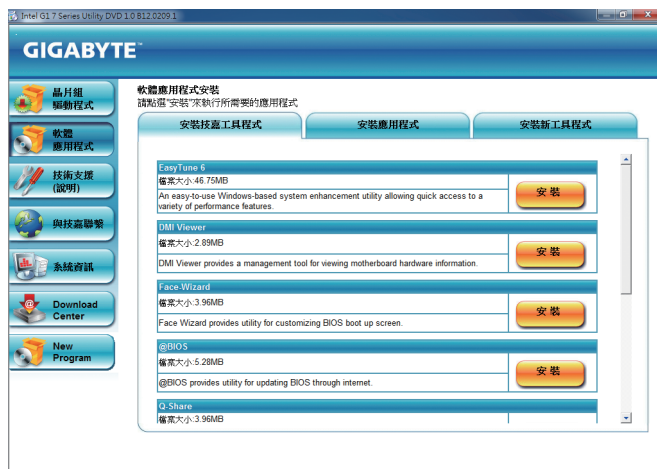 Intel G1 7 Series Utility DVD 1.0 B12.0209.1
GIGABYTE™
晶片組
驅動程式
軟體
應用程式
技術支援
(說明)
與技嘉聯繫
系統資訊
Download
Center
New
Program
軟體應用程式安裝
請點選"安裝"來執行所需要的應用程式
安裝技嘉工具程式
安裝應用程式
安裝新工具程式
EasyTune 6
檔案大小:46.75MB
An easy-to-use Windows-based system enhancement utility allowing quick access to a
variety of performance features.
安裝
DMI Viewer
檔案大小:2.89MB
DMI Viewer provides a management tool for viewing motherboard hardware information.
安裝
Face-Wizard
檔案大小:3.96MB
Face Wizard provides utility for customizing BIOS boot up screen.
安裝
@BIOS
檔案大小:5.28MB
@BIOS provides utility for updating BIOS through internet.
安裝
Q-Share
檔案大小:3.96MB